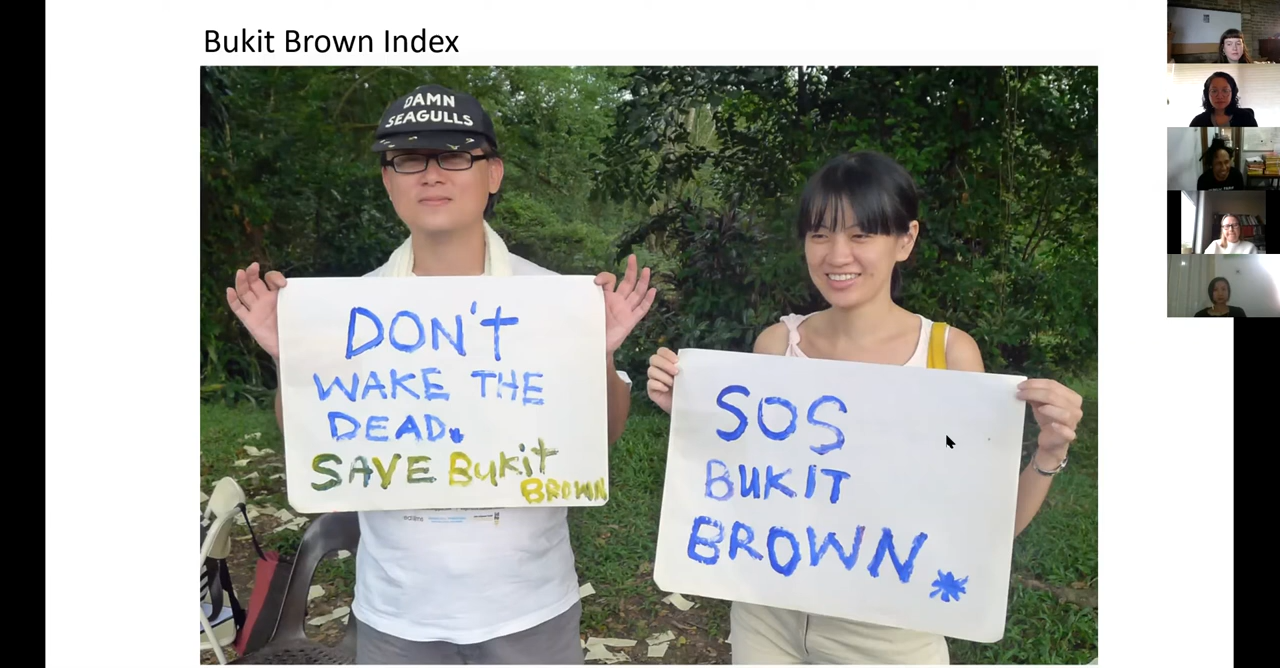 Bukit Brown Index
DAMN
SEAGULLS
DON'T
WAKE THE
DEAD.
SAVE Bukit
BROWN
SOS
BUKIT
BROWN.*